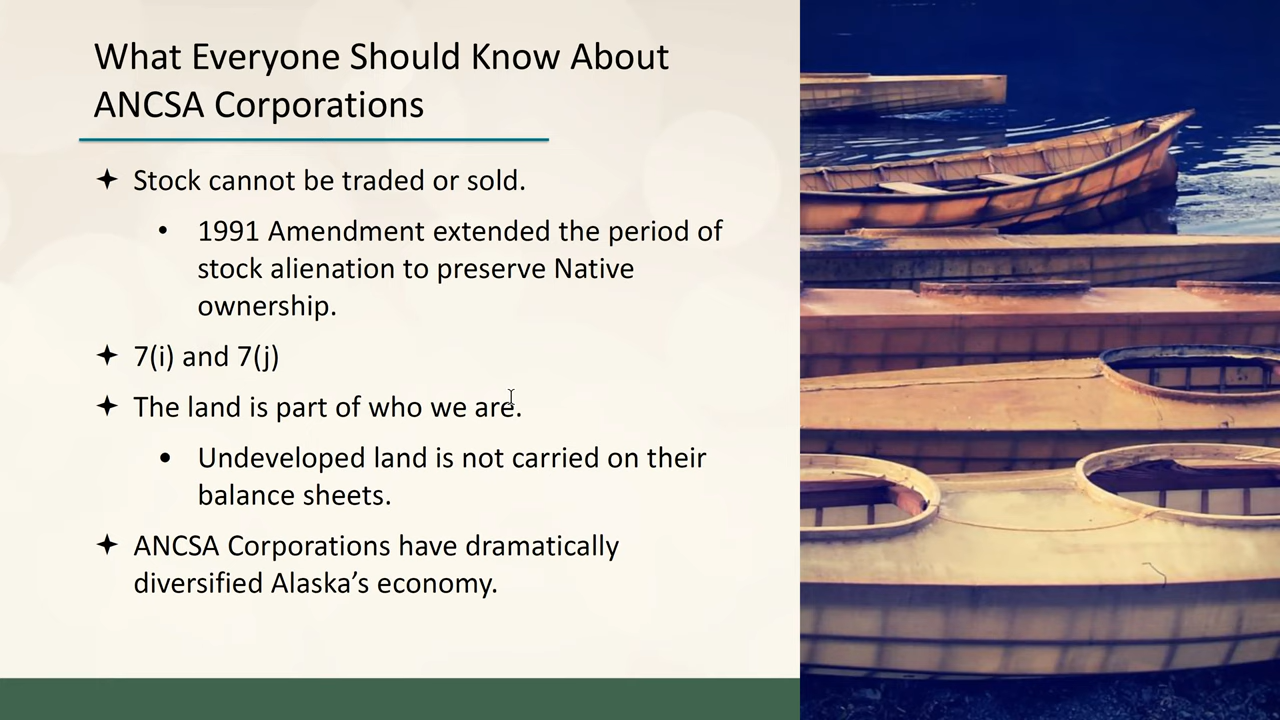 What Everyone Should Know About
ANCSA Corporations
Stock cannot be traded or sold.
1991 Amendment extended the period of
stock alienation to preserve Native
ownership.
7(i) and 7(j)
The land is part of who we are.
Undeveloped land is not carried on their
balance sheets.
ANCSA Corporations have dramatically
diversified Alaska’s economy.